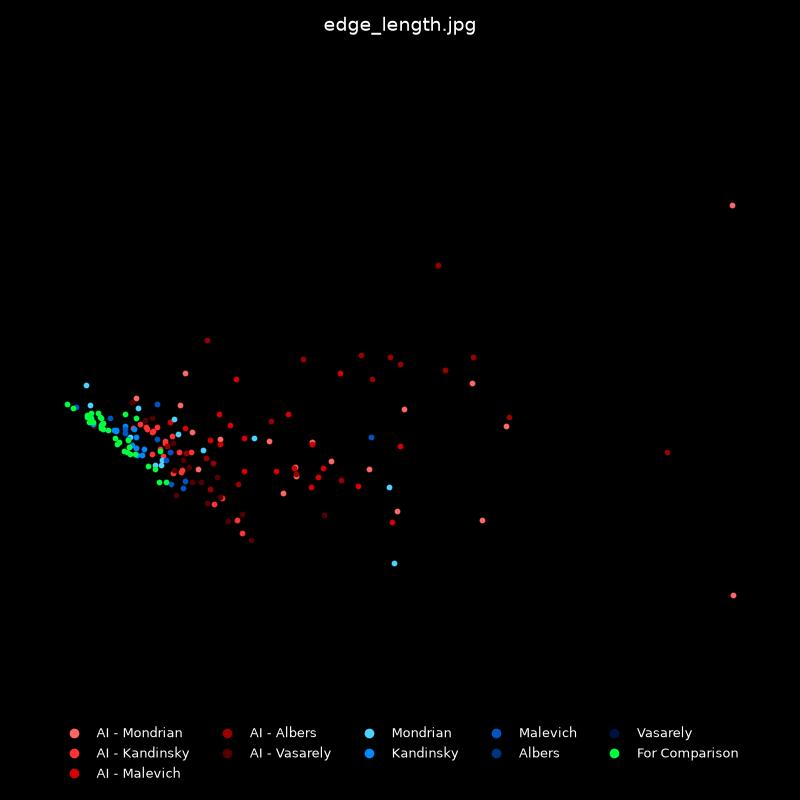 edge_length.jpg
AI - Mondrian AI - Albers Mondrian Malevich Vasarely
AI - Kandinsky AI - Vasarely Kandinsky Albers For Comparison
AI - Malevich